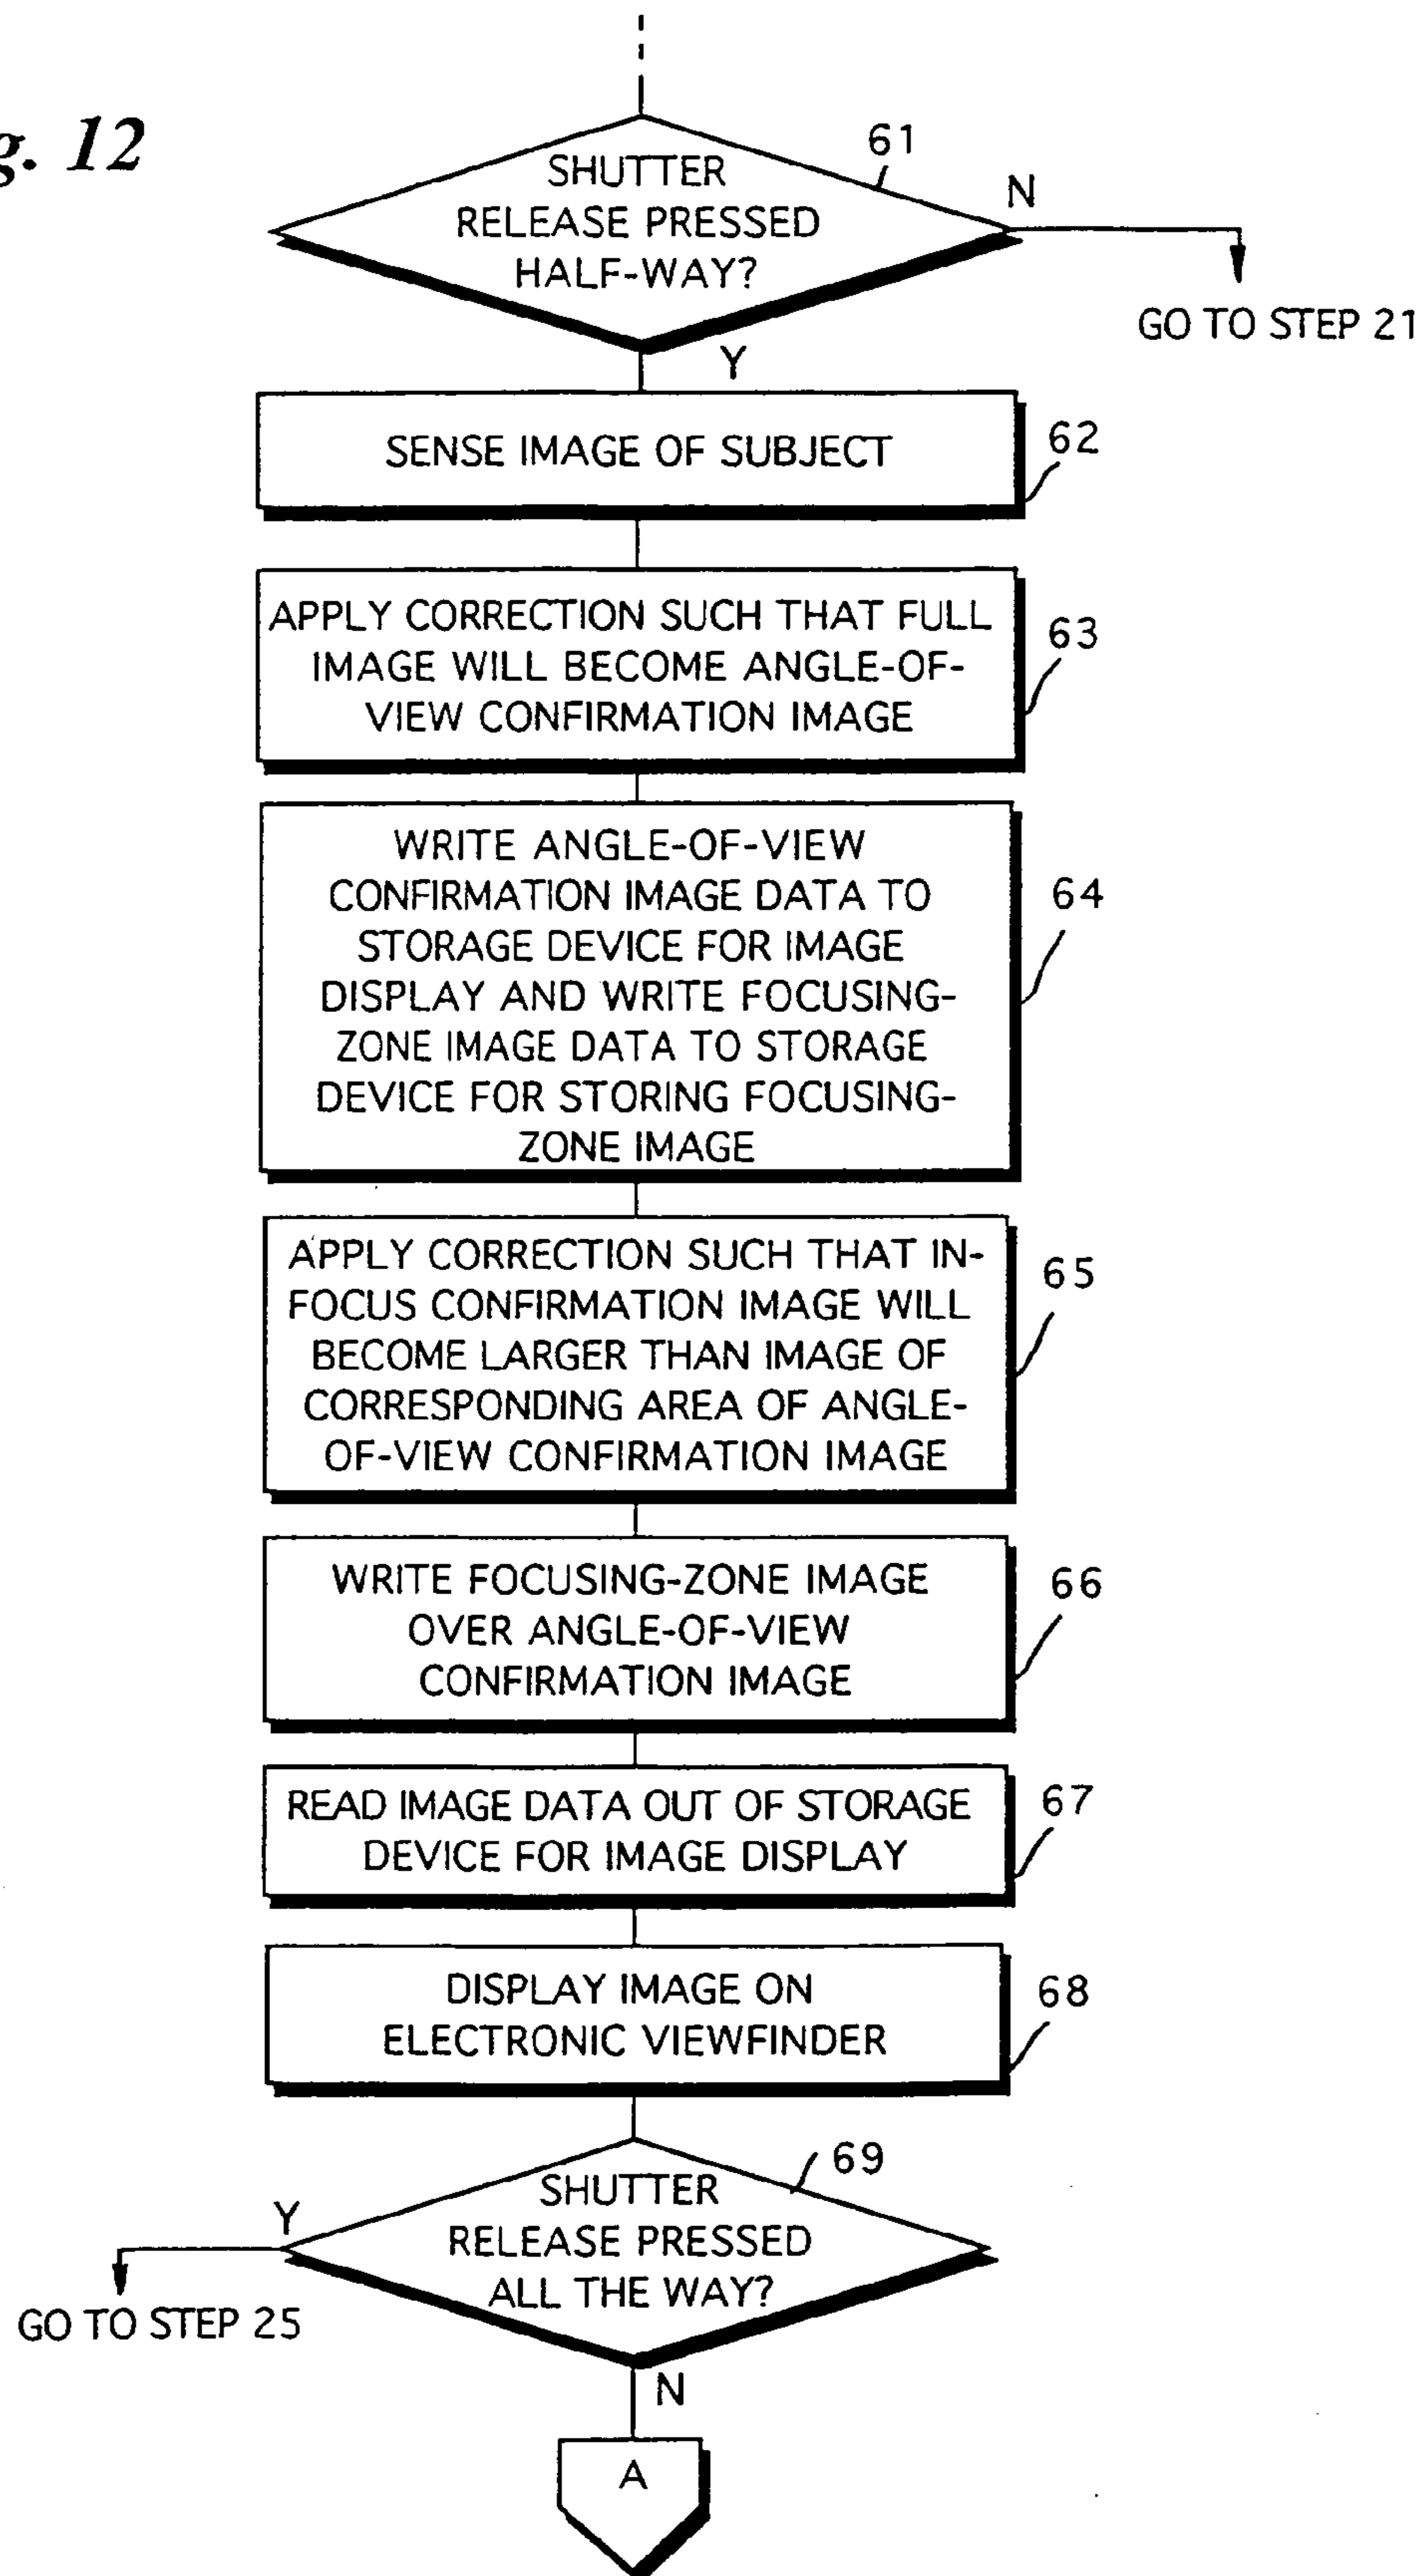 g. 12
SHUTTER
RELEASE PRESSED
HALF-WAY?
61
N
GO TO STEP 21
Y
SENSE IMAGE OF SUBJECT
62
APPLY CORRECTION SUCH THAT FULL
IMAGE WILL BECOME ANGLE-OF-
VIEW CONFIRMATION IMAGE
63
WRITE ANGLE-OF-VIEW
CONFIRMATION IMAGE DATA TO
STORAGE DEVICE FOR IMAGE
DISPLAY AND WRITE FOCUSING-
ZONE IMAGE DATA TO STORAGE
DEVICE FOR STORING FOCUSING-
ZONE IMAGE
64
APPLY CORRECTION SUCH THAT IN-
FOCUS CONFIRMATION IMAGE WILL
BECOME LARGER THAN IMAGE OF
CORRESPONDING AREA OF ANGLE-
OF-VIEW CONFIRMATION IMAGE
65
WRITE FOCUSING-ZONE IMAGE
OVER ANGLE-OF-VIEW
CONFIRMATION IMAGE
66
READ IMAGE DATA OUT OF STORAGE
DEVICE FOR IMAGE DISPLAY
67
DISPLAY IMAGE ON
ELECTRONIC VIEWFINDER
68
SHUTTER
RELEASE PRESSED
ALL THE WAY?
69
Y
GO TO STEP 25
N
A